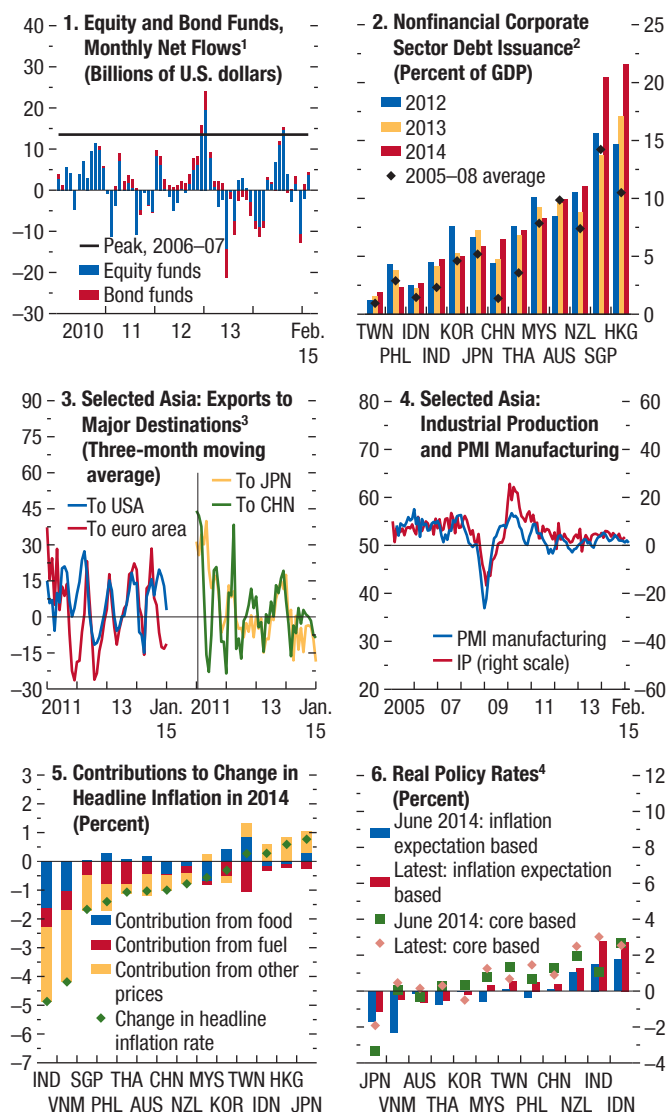 1. Equity and Bond Funds,
Monthly Net Flows¹
(Billions of U.S. dollars)
40
30
20
10
0
–10
–20
–30
Peak, 2006–07
Equity funds
Bond funds
2010 11 12 13 Feb.
15
2. Nonfinancial Corporate
Sector Debt Issuance²
(Percent of GDP)
2012
2013
2014
2005–08 average
25
20
15
10
5
0
TWN IDN KOR CHN MYS NZL HKG
PHL IND JPN THA AUS SGP
3. Selected Asia: Exports to
Major Destinations³
(Three-month moving
average)
90
75
60
45
30
15
0
–15
–30
To USA
To euro area
To JPN
To CHN
2011 13 Jan.
15
2011 13 Jan.
15
4. Selected Asia:
Industrial Production
and PMI Manufacturing
80
70
60
50
40
30
20
60
40
20
0
–20
–40
–60
PMI manufacturing
IP (right scale)
2005 07 09 11 13 Feb.
15
5. Contributions to Change in
Headline Inflation in 2014
(Percent)
3
2
1
0
–1
–2
–3
–4
–5
–6
–7
Contribution from food
Contribution from fuel
Contribution from other
prices
Change in headline
inflation rate
IND SGP THA CHN MYS TWN HKG
VNM PHL AUS NZL KOR IDN JPN
6. Real Policy Rates⁴
(Percent)
June 2014: inflation
expectation based
Latest: inflation expectation
based
June 2014: core based
Latest: core based
12
10
8
6
4
2
0
–2
–4
JPN AUS KOR TWN CHN IND
VNM THA MYS PHL NZL IDN